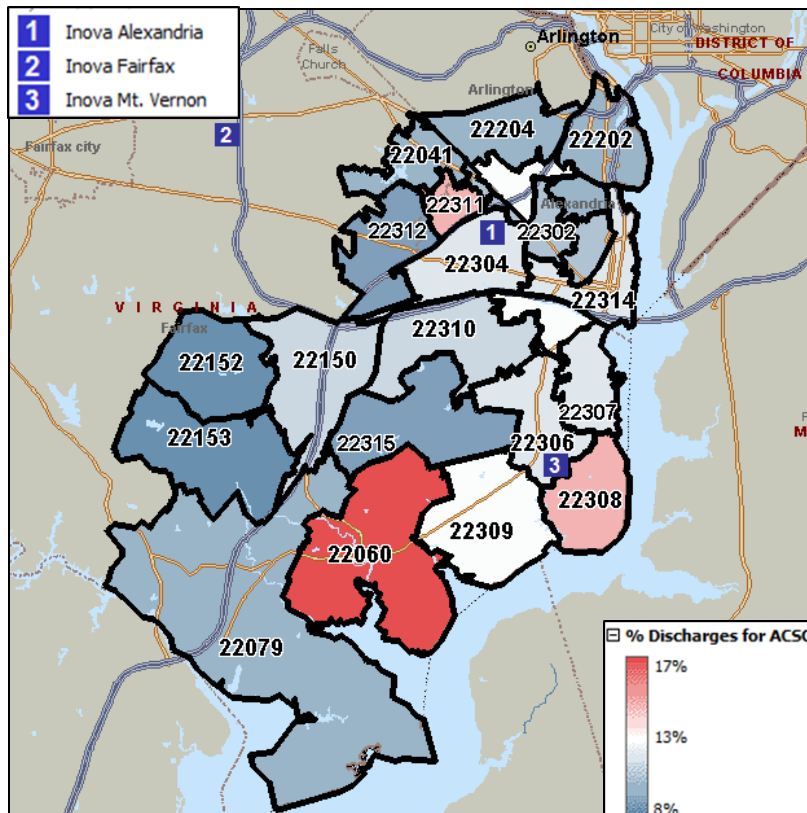 1 Inova Alexandria
2 Inova Fairfax
3 Inova Mt. Vernon
City of Washington
Arlington
DISTRICT OF
COLUMBIA
Falls
Church
Arlington
2
Fairfax city
22204
22202
22041
22311
Alexandria
22312
1
22302
22304
22314
VIRGINIA
Fairfax
22310
22152
22150
22307
22153
22315
22306
3
22308
22309
22060
22079
% Discharges for ACSC
17%
13%
8%